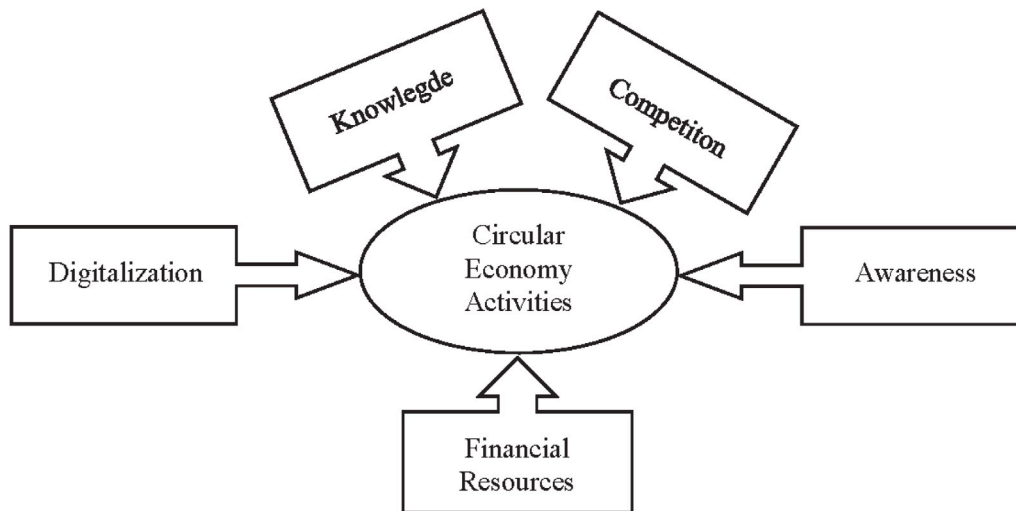 Knowlegde
Competiton
Circular
Economy
Activities
Digitalization
Awareness
Financial
Resources